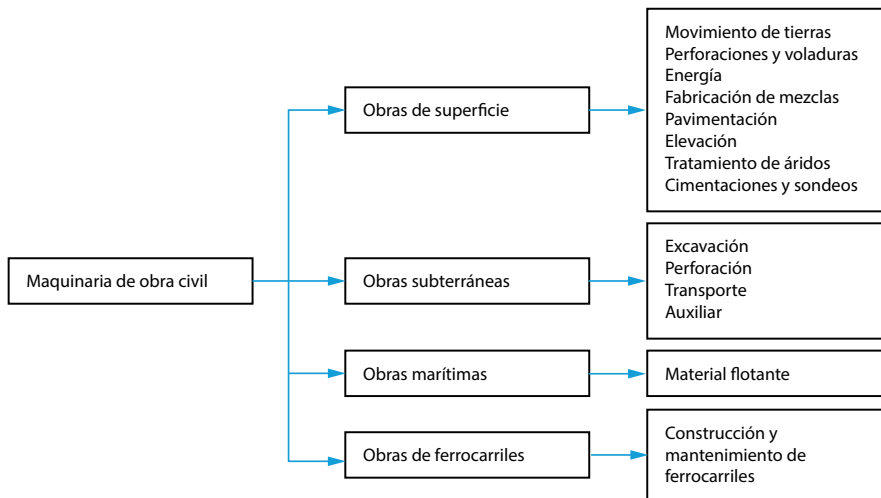 Maquinaria de obra civil
Obras de superficie
Movimiento de tierras
Perforaciones y voladuras
Energía
Fabricación de mezclas
Pavimentación
Elevación
Tratamiento de áridos
Cimentaciones y sondeos
Obras subterráneas
Excavación
Perforación
Transporte
Auxiliar
Obras marítimas
Material flotante
Obras de ferrocarriles
Construcción y
mantenimiento de
ferrocarriles